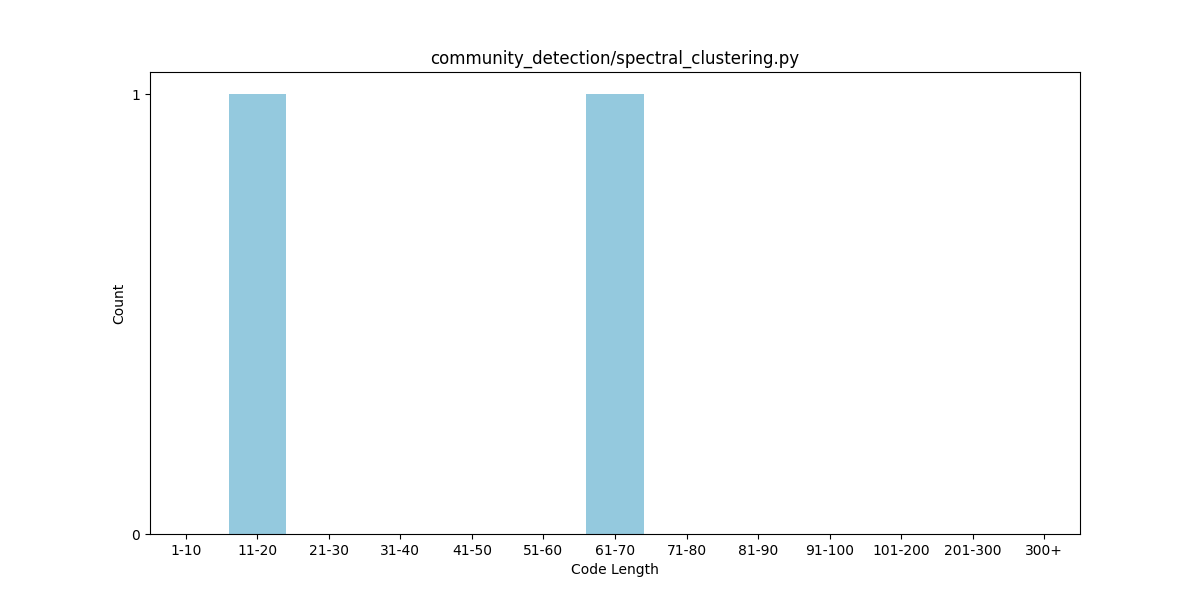 community_detection/spectral_clustering.py
1
Count
0
1-10 11-20 21-30 31-40 41-50 51-60 61-70 71-80 81-90 91-100 101-200 201-300 300+
Code Length